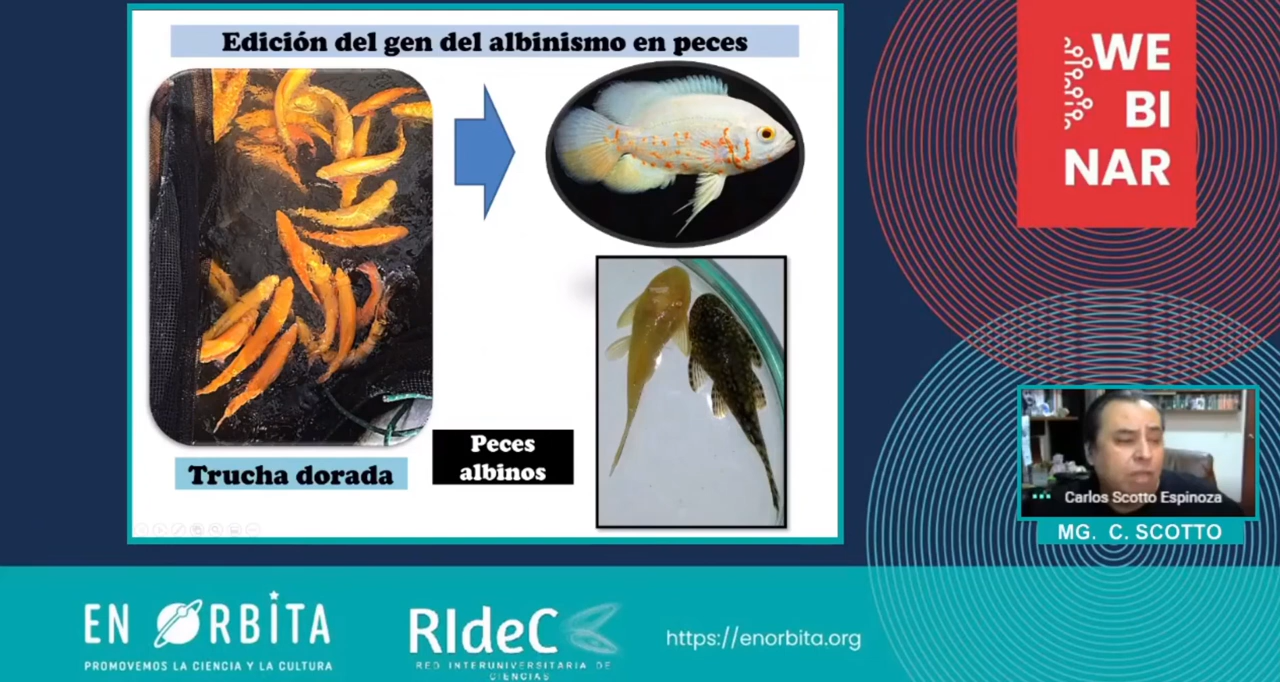 Edición del gen del albinismo en peces
Trucha dorada
Peces
albinos
WE
BI
NAR
Carlos Scotto Espinoza
MG. C. SCOTTO
EN ORBITA
PROMOVEMOS LA CIENCIA Y LA CULTURA
RIdeC
RED INTERUNIVERSITARIA DE
CIENCIAS
https://enorbita.org